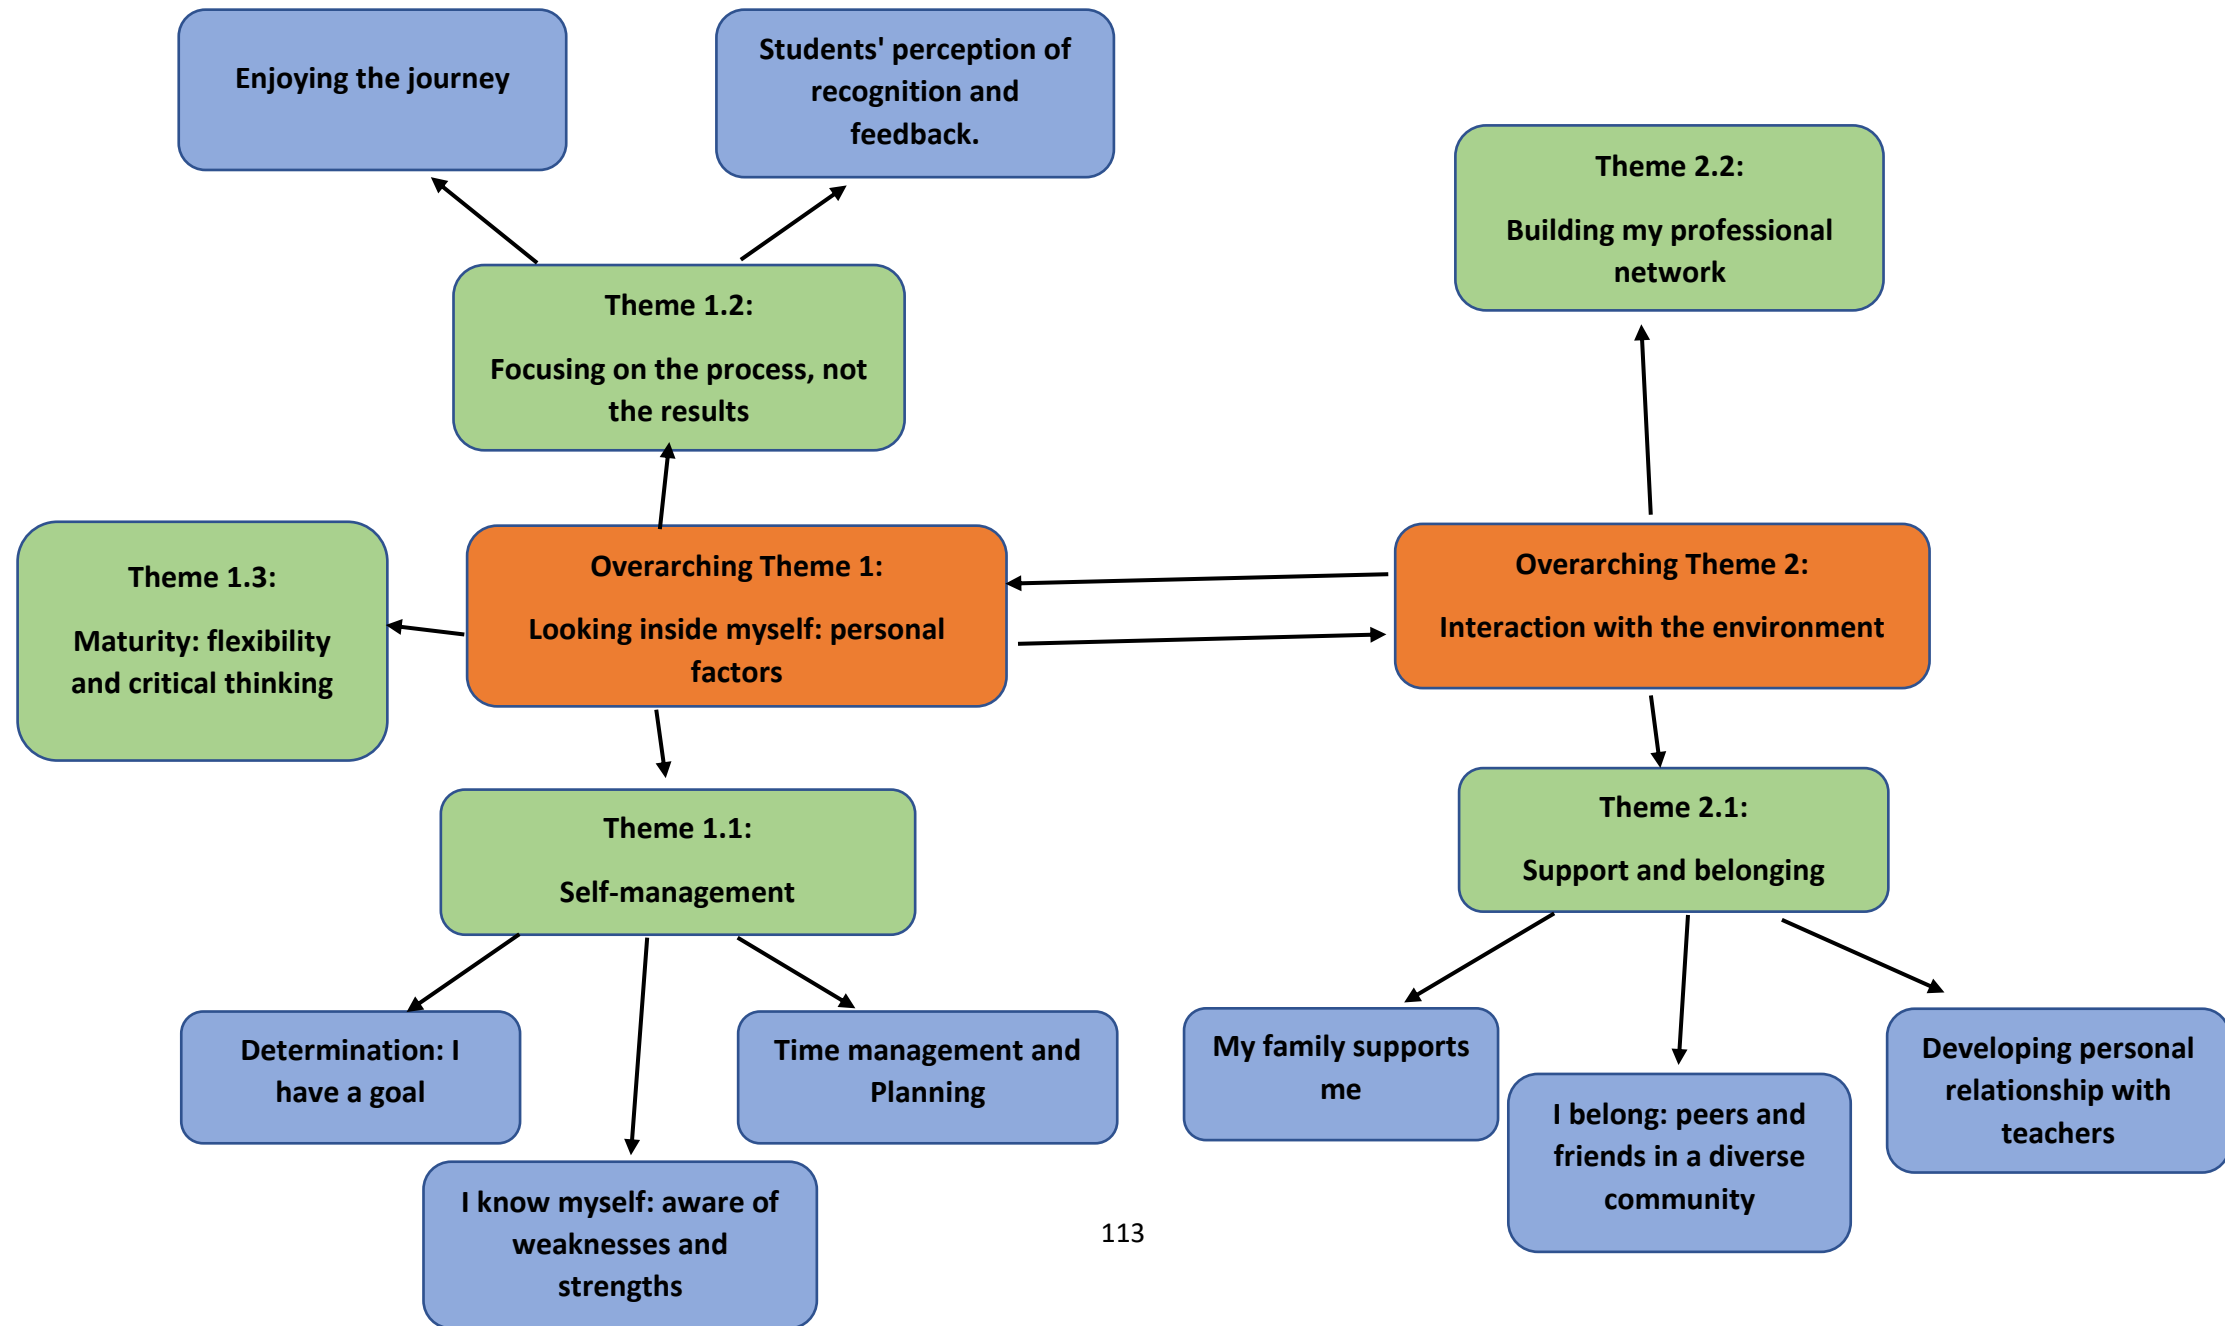 Enjoying the journey
Students' perception of
recognition and
feedback.
Theme 2.2:
Building my professional
network
Theme 1.2:
Focusing on the process, not
the results
Theme 1.3:
Maturity: flexibility
and critical thinking
Overarching Theme 1:
Looking inside myself: personal
factors
Overarching Theme 2:
Interaction with the environment
Theme 1.1:
Self-management
Theme 2.1:
Support and belonging
Determination: I
have a goal
Time management and
Planning
My family supports
me
Developing personal
relationship with
teachers
I belong: peers and
friends in a diverse
community
I know myself: aware of
weaknesses and
strengths
113